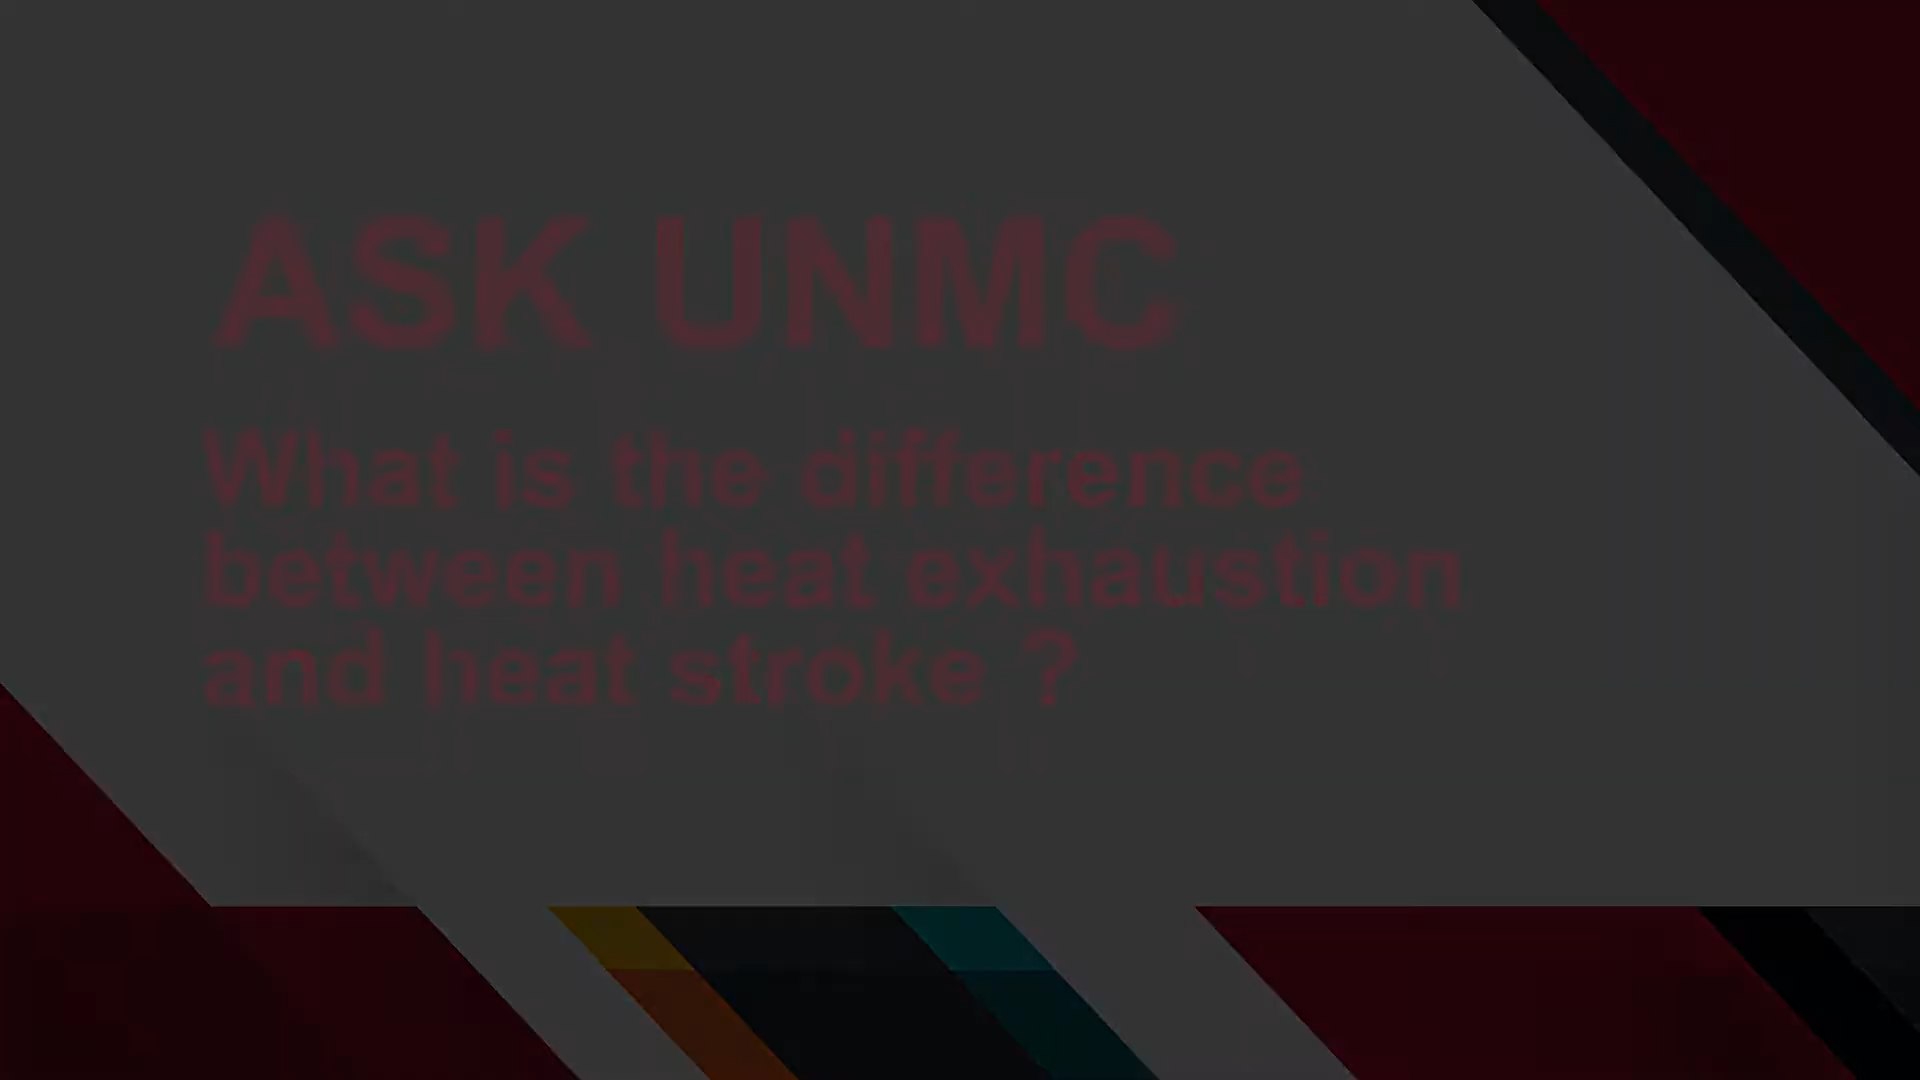 ASK UNMC
What is the difference
between heat exhaustion
and heat stroke ?